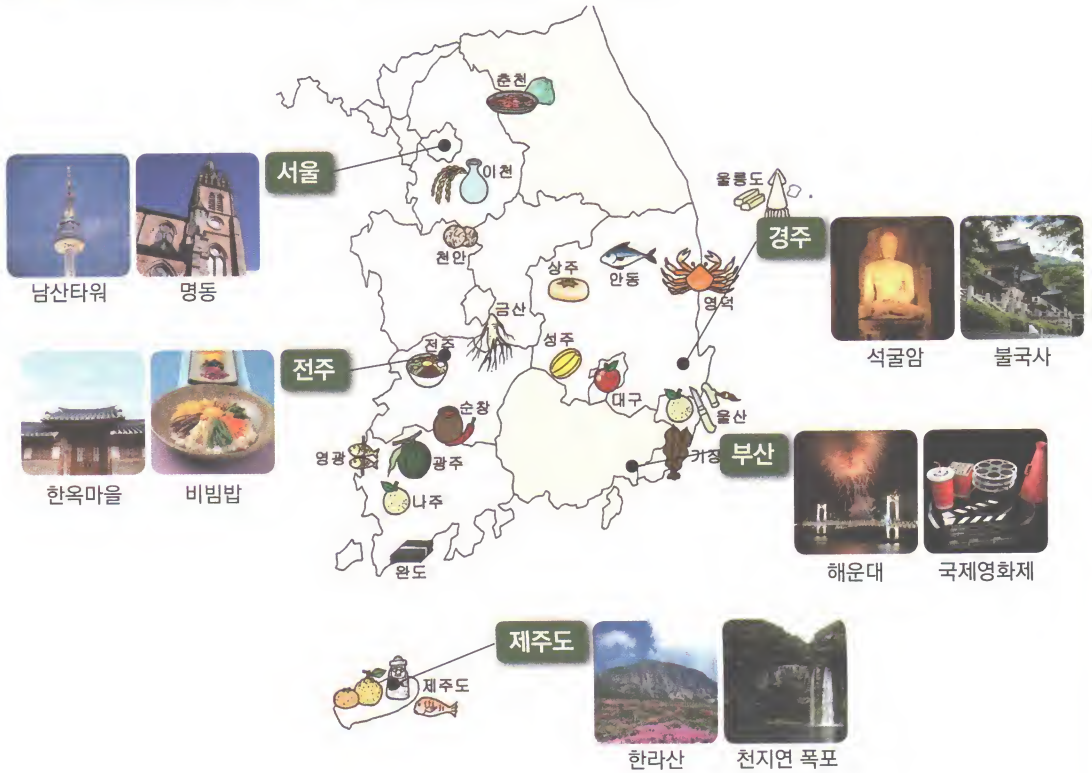 춘천
서울
이천
울릉도
경주
남산타워
명동
천안
상주
안동
영덕
금산
석굴암
불국사
전주
전주
성주
대구
울산
순창
영광
광주
기장
부산
한옥마을
비빔밥
나주
완도
해운대
국제영화제
제주도
제주도
한라산
천지연 폭포